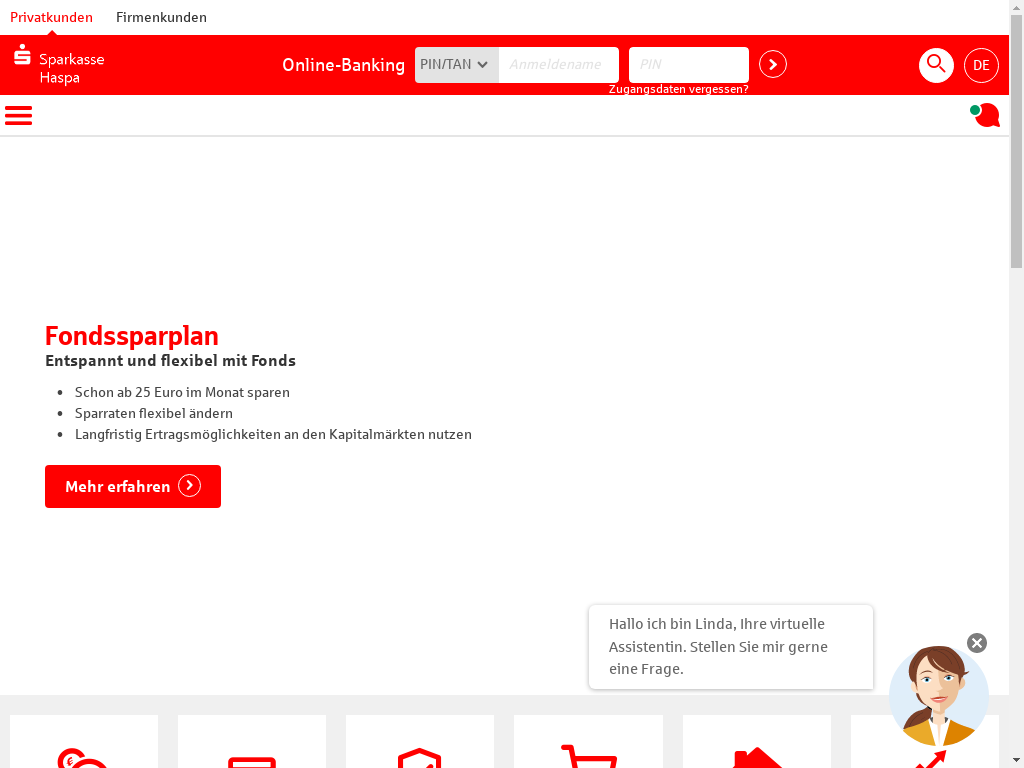 Privatkunden Firmenkunden
Sparkasse
Haspa
Online-Banking PIN/TAN Anmeldename PIN DE
Zugangsdaten vergessen?
Fondssparplan
Entspannt und flexibel mit Fonds
• Schon ab 25 Euro im Monat sparen
• Sparraten flexibel ändern
• Langfristig Ertragsmöglichkeiten an den Kapitalmärkten nutzen
Mehr erfahren
Hallo ich bin Linda, Ihre virtuelle
Assistentin. Stellen Sie mir gerne
eine Frage.